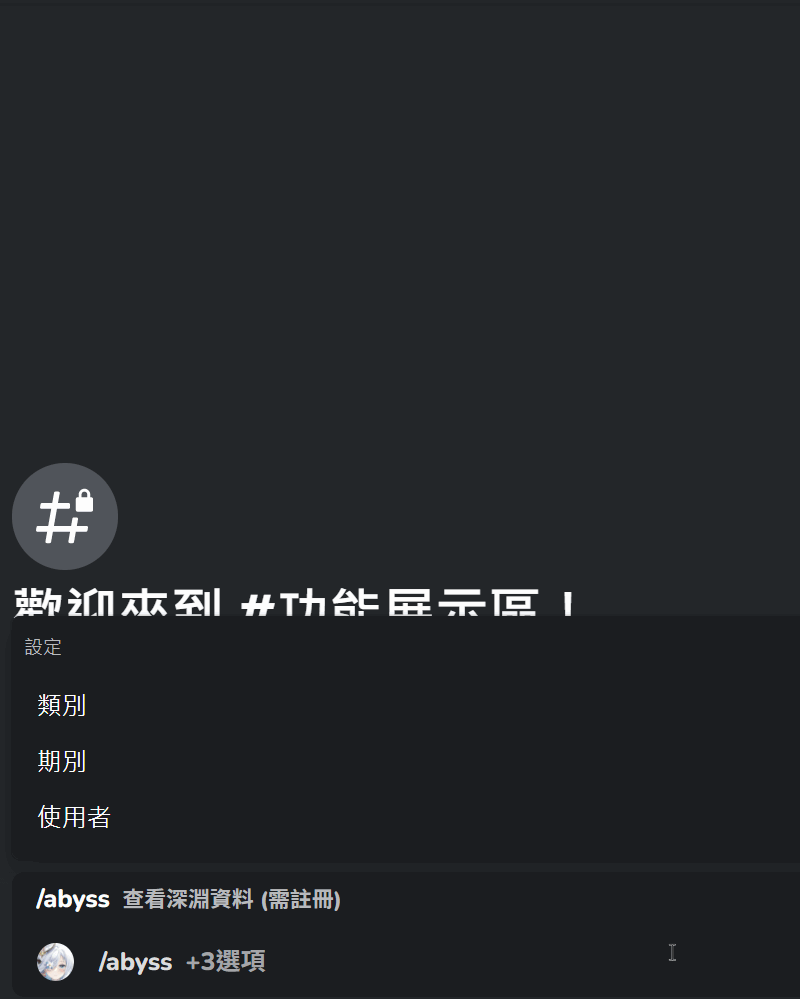 歡迎來到 #功能展示區！
設定
類別
期別
使用者
/abyss 查看深淵資料 (需註冊)
/abyss +3選項